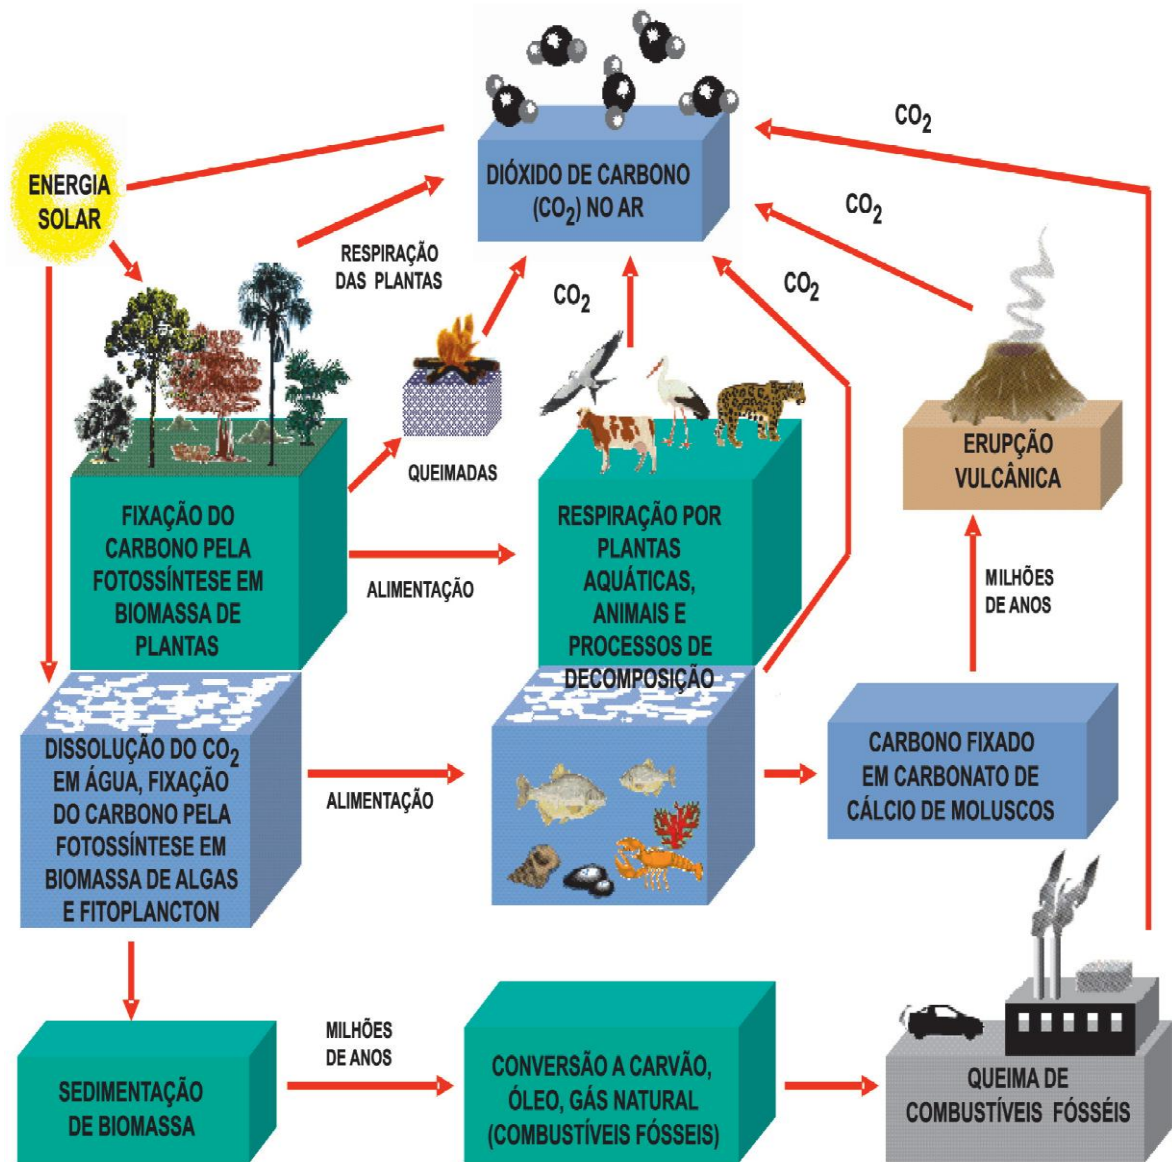 CO₂
DIÓXIDO DE CARBONO
(CO₂) NO AR
ENERGIA
SOLAR
CO₂
RESPIRAÇÃO
DAS PLANTAS
CO₂
CO₂
QUEIMADAS
ERUPÇÃO
VULCÂNICA
FIXAÇÃO DO
CARBONO PELA
FOTOSSÍNTESE EM
BIOMASSA DE
PLANTAS
ALIMENTAÇÃO
RESPIRAÇÃO POR
PLANTAS
AQUÁTICAS,
ANIMAIS E
PROCESSOS DE
DECOMPOSIÇÃO
MILHÕES
DE ANOS
DISSOLUÇÃO DO CO₂
EM ÁGUA, FIXAÇÃO
DO CARBONO PELA
FOTOSSÍNTESE EM
BIOMASSA DE ALGAS
E FITOPLANCTON
ALIMENTAÇÃO
CARBONO FIXADO
EM CARBONATO DE
CÁLCIO DE MOLUSCOS
SEDIMENTAÇÃO
DE BIOMASSA
MILHÕES
DE ANOS
CONVERSÃO A CARVÃO,
ÓLEO, GÁS NATURAL
(COMBUSTÍVEIS FÓSSEIS)
QUEIMA DE
COMBUSTÍVEIS FÓSSÉIS